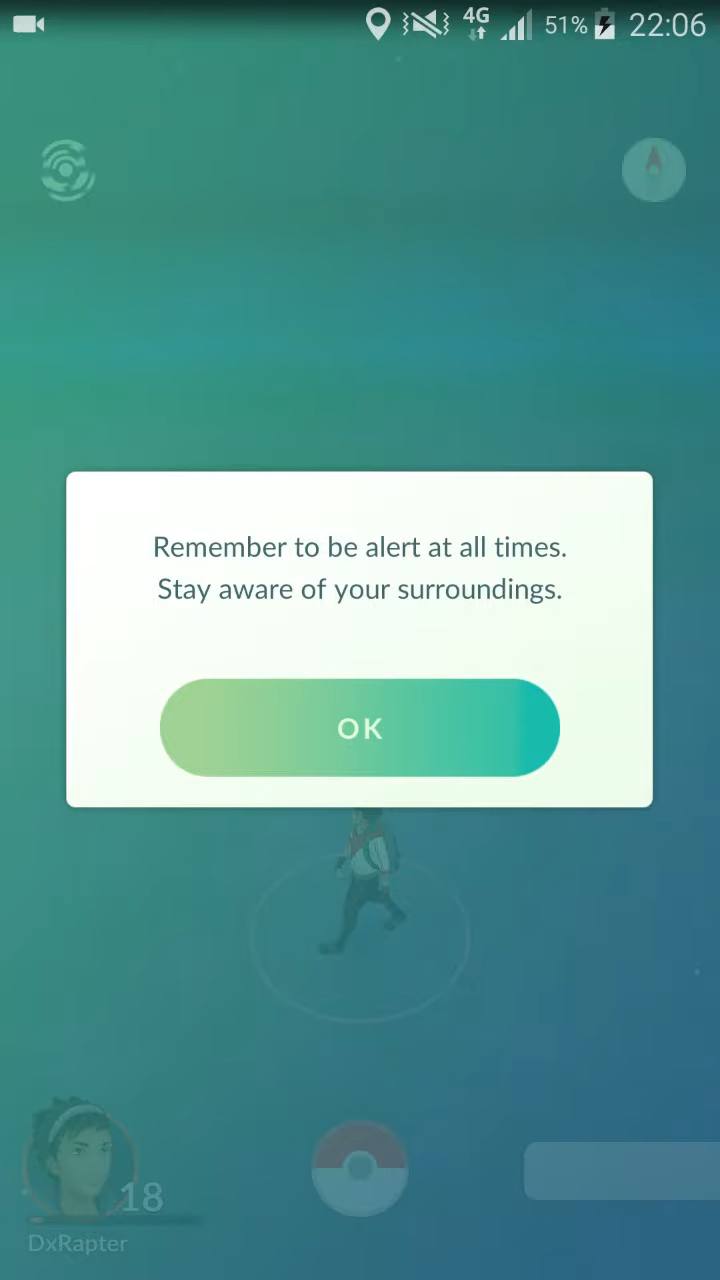 4G 51% 22:06
Remember to be alert at all times.
Stay aware of your surroundings.
OK
18
DxRapter